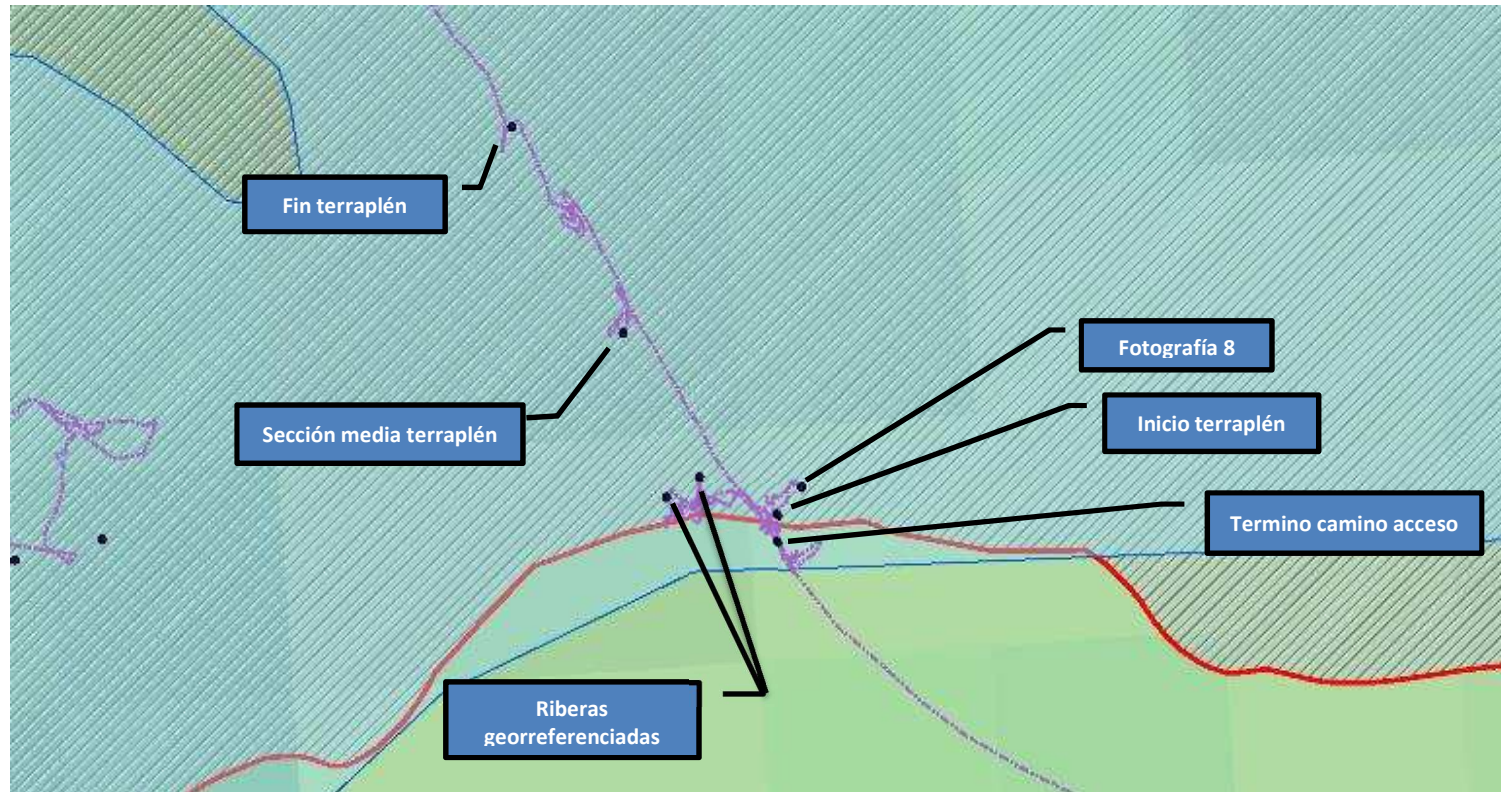 Fin terraplén
Fotografía 8
Inicio terraplén
Sección media terraplén
Termino camino acceso
Riberas
georreferenciadas